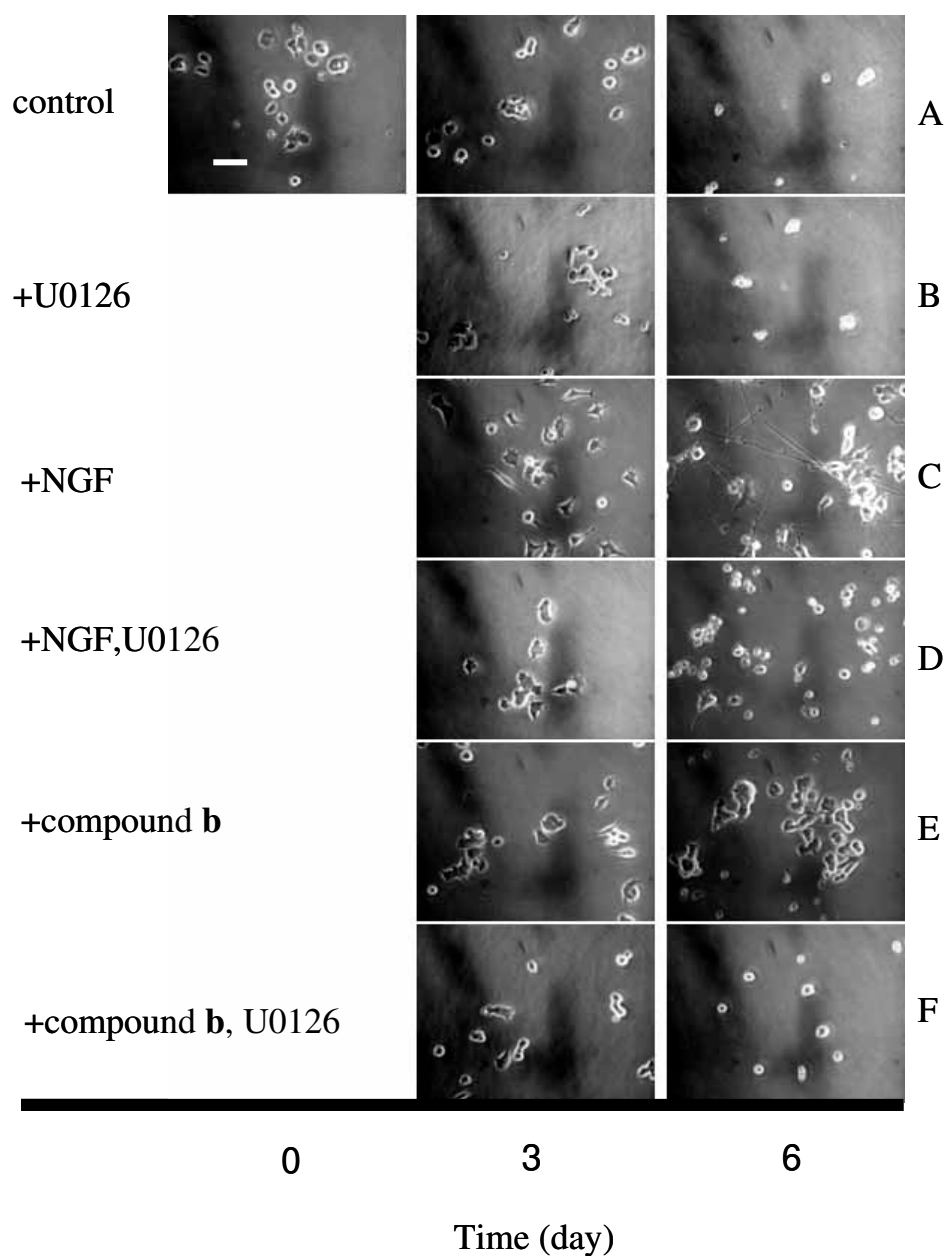 control
A
+U0126
B
+NGF
C
+NGF,U0126
D
+compound b
E
+compound b, U0126
F
0 3 6
Time (day)